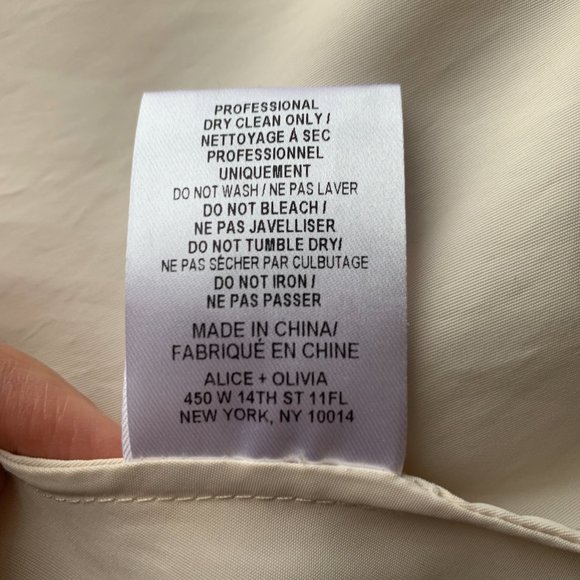 PROFESSIONAL
DRY CLEAN ONLY /
NETTOYAGE Á SEC
PROFESSIONNEL
UNIQUEMENT
DO NOT WASH / NE PAS LAVER
DO NOT BLEACH /
NE PAS JAVELLISER
DO NOT TUMBLE DRY/
NE PAS SÉCHER PAR CULBUTAGE
DO NOT IRON /
NE PAS PASSER
MADE IN CHINA/
FABRIQUÉ EN CHINE
ALICE + OLIVIA
450 W 14TH ST 11FL
NEW YORK, NY 10014